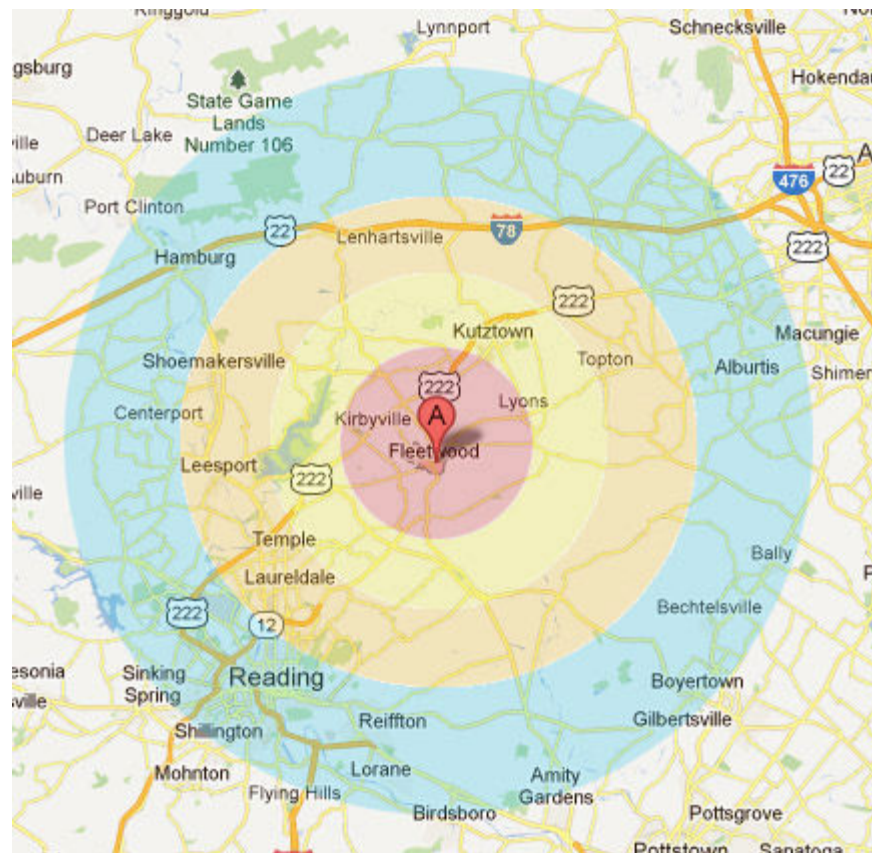 Ringgold
Lynnport
Schnecksville
gsburg
Hokendau
State Game
Lands
Number 106
Deer Lake
ville
22
476
Auburn
Port Clinton
22
78
Lenhartsville
222
Hamburg
222
Kutztown
Macungie
Shoemakersville
Topton
Alburtis
Shimer
222
Lyons
Centerport
Kirbyville
A
Fleetwood
Leesport
222
ville
Temple
Bally
Laureldale
Bechtelsville
222
12
esonia
Sinking
Spring
Reading
Boyertown
Gilbertsville
Reiffton
Mohnton
Lorane
Flying Hills
Amity
Gardens
Birdsboro
Pottsgrove
Pottstown
Sanatoga